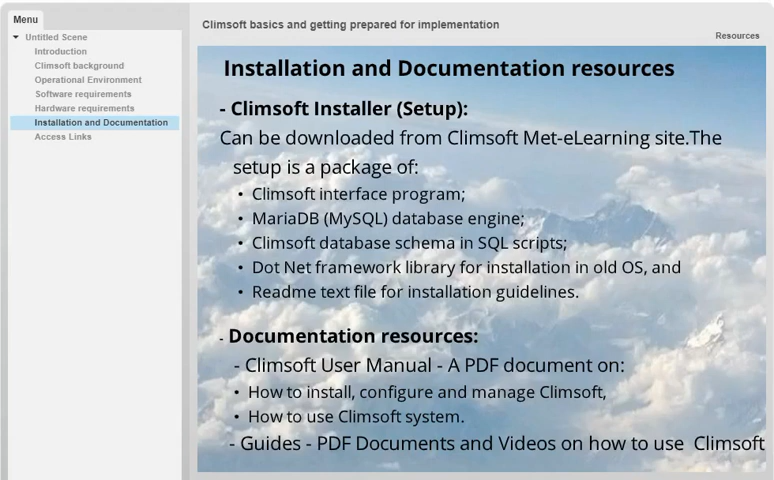 Menu
Untitled Scene
Introduction
Climsoft background
Operational Environment
Software requirements
Hardware requirements
Installation and Documentation
Access Links
Climsoft basics and getting prepared for implementation
Resources
Installation and Documentation resources
- Climsoft Installer (Setup):
Can be downloaded from Climsoft Met-eLearning site.The
setup is a package of:
• Climsoft interface program;
• MariaDB (MySQL) database engine;
• Climsoft database schema in SQL scripts;
• Dot Net framework library for installation in old OS, and
• Readme text file for installation guidelines.
- Documentation resources:
- Climsoft User Manual - A PDF document on:
• How to install, configure and manage Climsoft,
• How to use Climsoft system.
- Guides - PDF Documents and Videos on how to use Climsoft